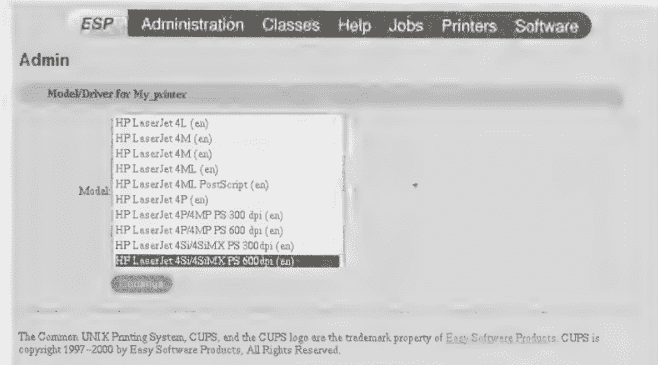 ESP Administration Classes Help Jobs Printers Software
Admin
Model/Driver for My_printer
HP LaserJet 4L (en)
HP LaserJet 4M (en)
HP LaserJet 4M (en)
HP LaserJet 4ML (en)
Model: HP LaserJet 4ML PostScript (en)
HP LaserJet 4P (en)
HP LaserJet 4P/4MP PS 300 dpi (en)
HP LaserJet 4P/4MP PS 600 dpi (en)
HP LaserJet 4Si/4SiMX PS 300dpi (en)
HP LaserJet 4Si/4SiMX PS 600dpi (en)
Continue
The Common UNIX Printing System, CUPS, and the CUPS logo are the trademark property of Easy Software Products. CUPS is
copyright 1997-2000 by Easy Software Products, All Rights Reserved.